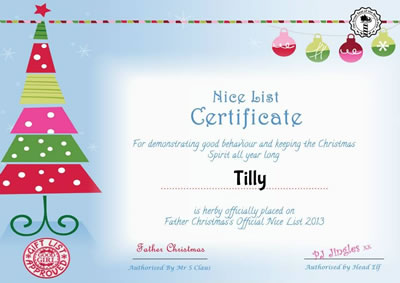 Nice List
Certificate
For demonstrating good behaviour and keeping the Christmas
Spirit all year long
Tilly
is herby officially placed on
Father Christmas's Official Nice List 2013
Father Christmas
Authorised By Mr S Claus
PJ Jingles xx
Authorised by Head Elf
GIFT LIST
GOOD
GIRL
APPROVED